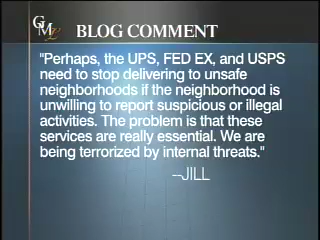 GMZ BLOG COMMENT
"Perhaps, the UPS, FED EX, and USPS
need to stop delivering to unsafe
neighborhoods if the neighborhood is
unwilling to report suspicious or illegal
activities. The problem is that these
services are really essential. We are
being terrorized by internal threats."
--JILL